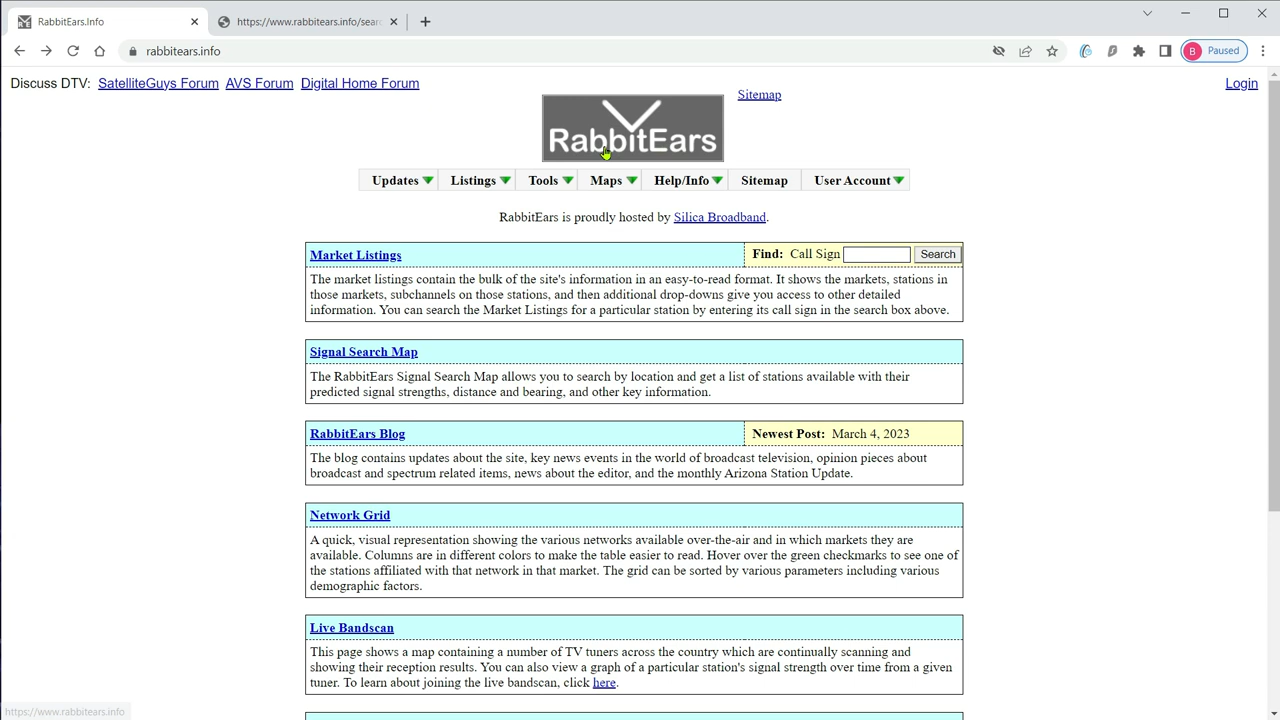 RabbitEars.Info
https://www.rabbitears.info/sear
rabbitears.info
B Paused
Discuss DTV: SatelliteGuys Forum AVS Forum Digital Home Forum
Login
Sitemap
RabbitEars
Updates Listings Tools Maps Help/Info Sitemap User Account
RabbitEars is proudly hosted by Silica Broadband.
Market Listings
Find: Call Sign Search
The market listings contain the bulk of the site's information in an easy-to-read format. It shows the markets, stations in
those markets, subchannels on those stations, and then additional drop-downs give you access to other detailed
information. You can search the Market Listings for a particular station by entering its call sign in the search box above.
Signal Search Map
The RabbitEars Signal Search Map allows you to search by location and get a list of stations available with their
predicted signal strengths, distance and bearing, and other key information.
RabbitEars Blog
Newest Post: March 4, 2023
The blog contains updates about the site, key news events in the world of broadcast television, opinion pieces about
broadcast and spectrum related items, news about the editor, and the monthly Arizona Station Update.
Network Grid
A quick, visual representation showing the various networks available over-the-air and in which markets they are
available. Columns are in different colors to make the table easier to read. Hover over the green checkmarks to see one of
the stations affiliated with that network in that market. The grid can be sorted by various parameters including various
demographic factors.
Live Bandscan
This page shows a map containing a number of TV tuners across the country which are continually scanning and
showing their reception results. You can also view a graph of a particular station's signal strength over time from a given
tuner. To learn about joining the live bandscan, click here.
https://www.rabbitears.info